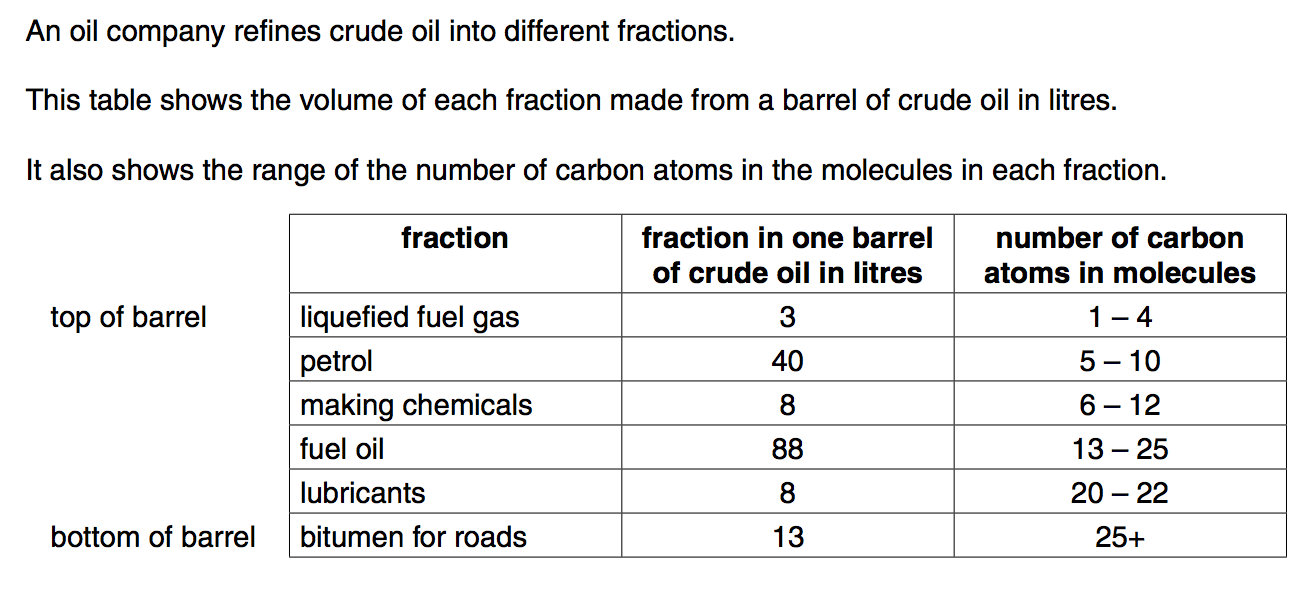 An oil company refines crude oil into different fractions.
This table shows the volume of each fraction made from a barrel of crude oil in litres.
It also shows the range of the number of carbon atoms in the molecules in each fraction.
fraction fraction in one barrel number of carbon
of crude oil in litres atoms in molecules
top of barrel liquefied fuel gas 3 1 – 4
petrol 40 5 – 10
making chemicals 8 6 – 12
fuel oil 88 13 – 25
lubricants 8 20 – 22
bottom of barrel bitumen for roads 13 25+